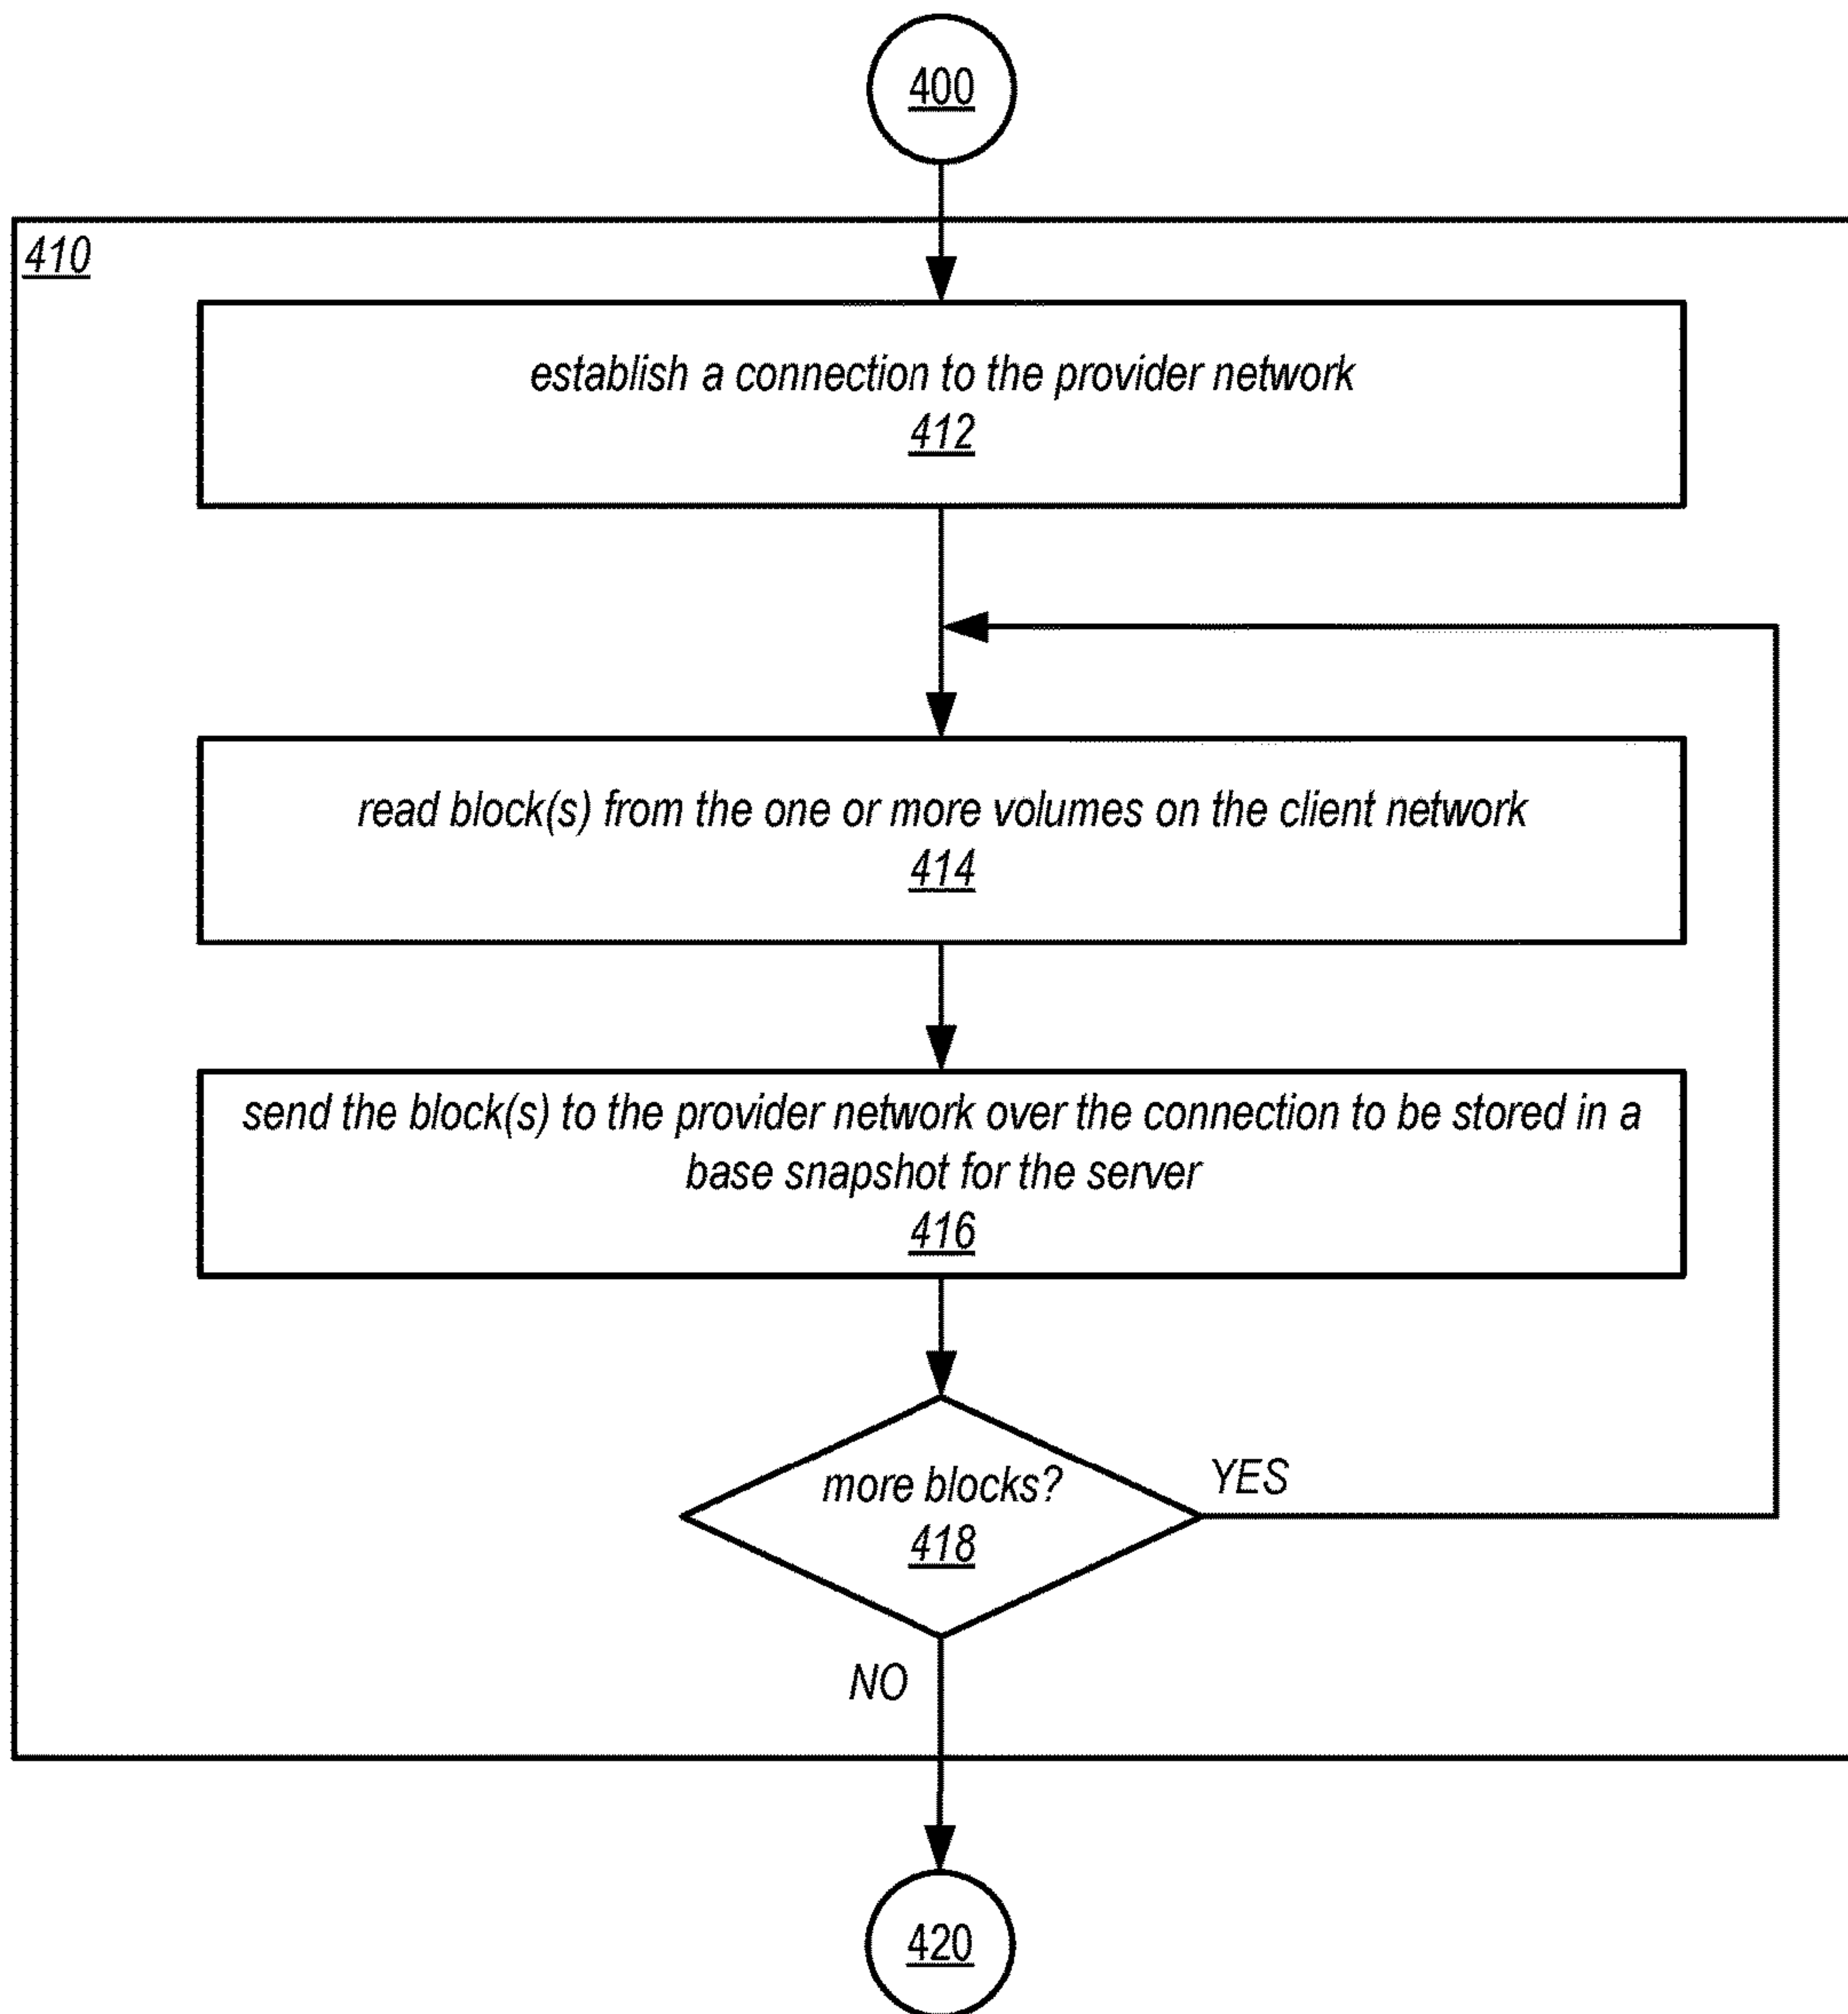 400
410
establish a connection to the provider network
412
read block(s) from the one or more volumes on the client network
414
send the block(s) to the provider network over the connection to be stored in a
base snapshot for the server
416
more blocks?
418
YES
NO
420